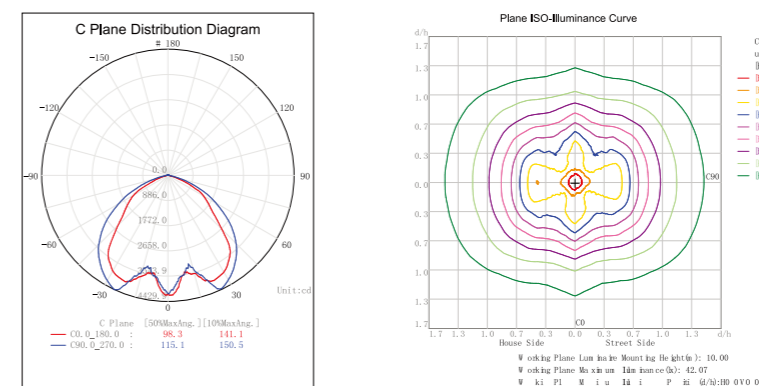 C Plane Distribution Diagram
# 180
-150 150
-120 120
-90 90
-60 60
-30 30
0
0.0
886.0
1772.0
2658.0
4429.
Unit:cd
C Plane [50%MaxAng.][10%MaxAng.]
C0.0_180.0 : 98.3 141.1
C90.0_270.0 : 115.1 150.5
Plane ISO-Illuminance Curve
d/h
1.7
1.3
1.0
0.7
0.3
0.0
0.3
0.7
1.0
1.3
1.7
C90
C0
1.7 1.3 1.0 0.7 0.3 0.0 0.3 0.7 1.0 1.3 d/h
House Side Street Side
Working Plane Luminaire Mounting Height(m): 10.00
Working Plane Maximum Illuminance(lx): 42.07